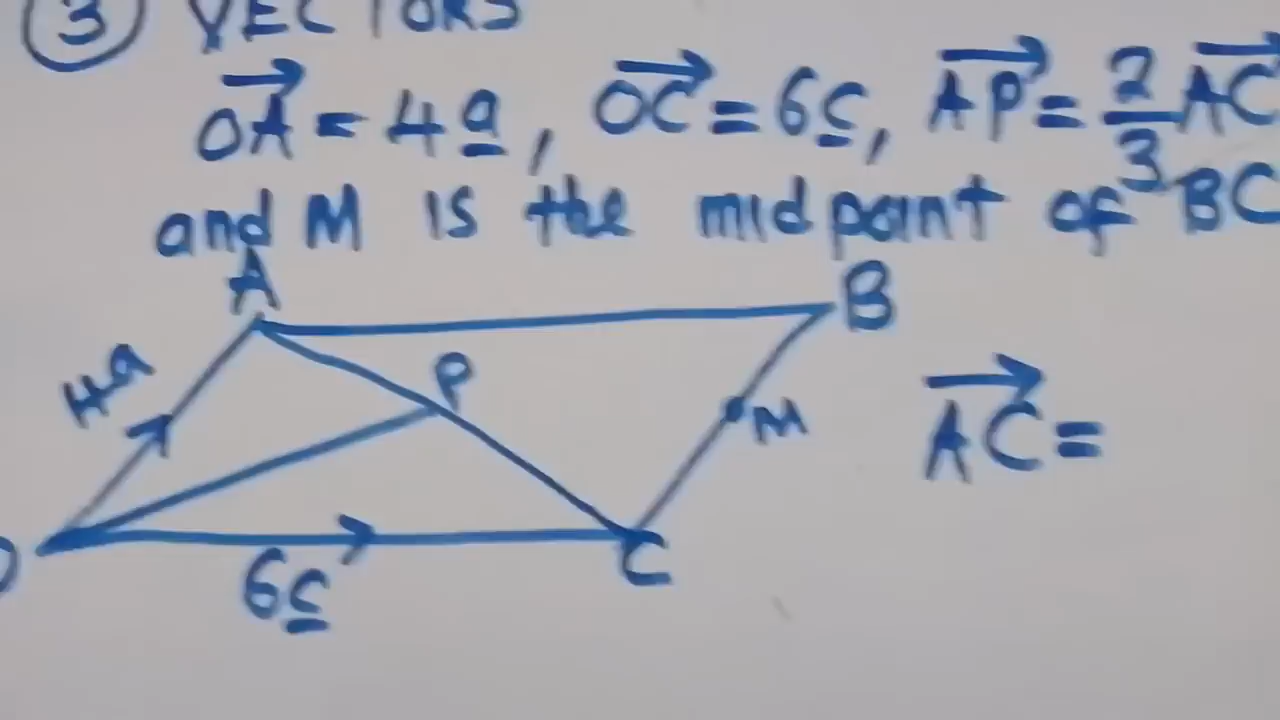 3 VECTORS
OA = 4a, OC = 6c, AP = 2/3 AC
and M is the midpoint of BC
A
B
4a
P
M
AC =
O
6c
C